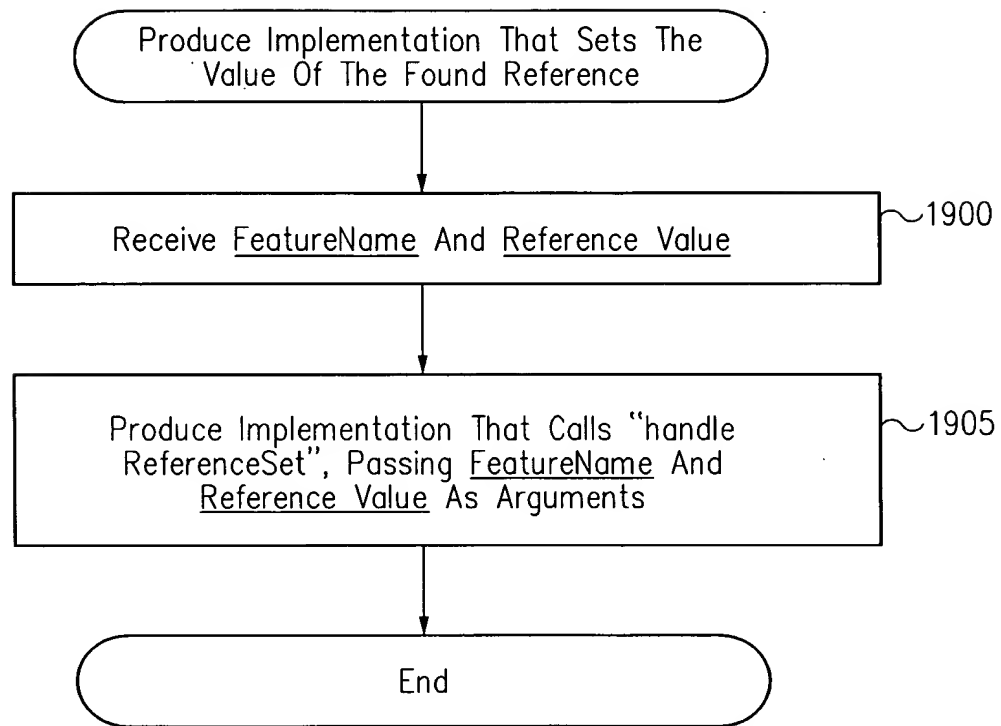 Produce Implementation That Sets The
Value Of The Found Reference
Receive FeatureName And Reference Value
1900
Produce Implementation That Calls “handle
ReferenceSet”, Passing FeatureName And
Reference Value As Arguments
1905
End